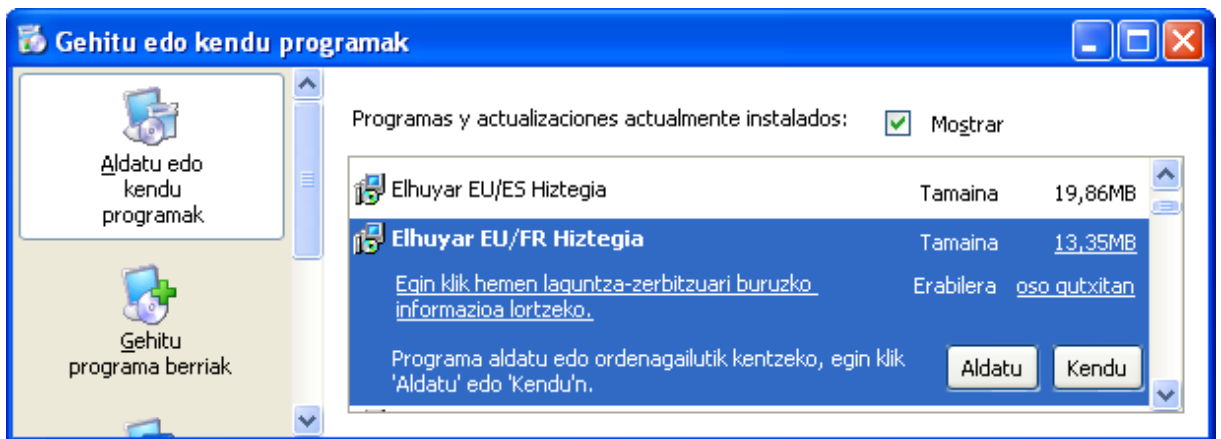 Gehitu edo kendu programak
Aldatu edo
kendu
programak
Gehitu
programa berriak
Programas y actualizaciones actualmente instalados: Mostrar
Elhuyar EU/ES Hiztegia Tamaina 19,86MB
Elhuyar EU/FR Hiztegia Tamaina 13,35MB
Egin klik hemen laguntza-zerbitzuari buruzko Erabilera oso gutxitan
informazioa lortzeko.
Programa aldatu edo ordenagailutik kentzeko, egin klik Aldatu Kendu
'Aldatu' edo 'Kendu'n.